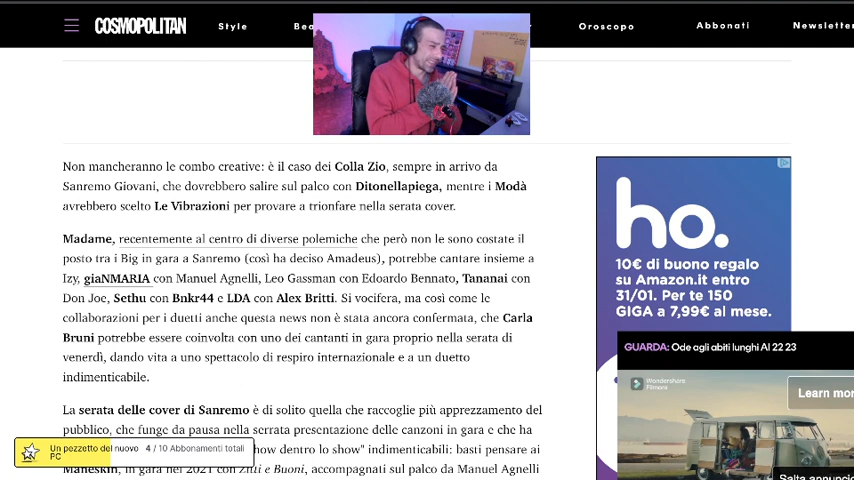 COSMOPOLITAN
Style
Oroscopo
Abbonati
Newsletter
Non mancheranno le combo creative: è il caso dei Colla Zio, sempre in arrivo da
Sanremo Giovani, che dovrebbero salire sul palco con Ditonellapiega, mentre i Modà
avrebbero scelto Le Vibrazioni per provare a trionfare nella serata cover.
Madame, recentemente al centro di diverse polemiche che però non le sono costate il
posto tra i Big in gara a Sanremo (così ha deciso Amadeus), potrebbe cantare insieme a
Izy, giaNMARIA con Manuel Agnelli, Leo Gassman con Edoardo Bennato, Tananai con
Don Joe, Sethu con Bnkr44 e LDA con Alex Britti. Si vocifera, ma così come le
collaborazioni per i duetti anche questa news non è stata ancora confermata, che Carla
Bruni potrebbe essere coinvolta con uno dei cantanti in gara proprio nella serata di
venerdì, dando vita a uno spettacolo di respiro internazionale e a un duetto
indimenticabile.
La serata delle cover di Sanremo è di solito quella che raccoglie più apprezzamento del
pubblico, che funge da pausa nella serrata presentazione delle canzoni in gara e che ha
how dentro lo show" indimenticabili: basti pensare ai
Måneskin, in gara nel 2021 con Zitti e Buoni, accompagnati sul palco da Manuel Agnelli
Un pezzetto del nuovo PC
4 / 10 Abbonamenti totali
ho.
10€ di buono regalo
su Amazon.it entro
31/01. Per te 150
GIGA a 7,99€ al mese.
GUARDA: Ode agli abiti lunghi AI 22 23
Wondershare
Filmora
Learn mor
Salta annuncio